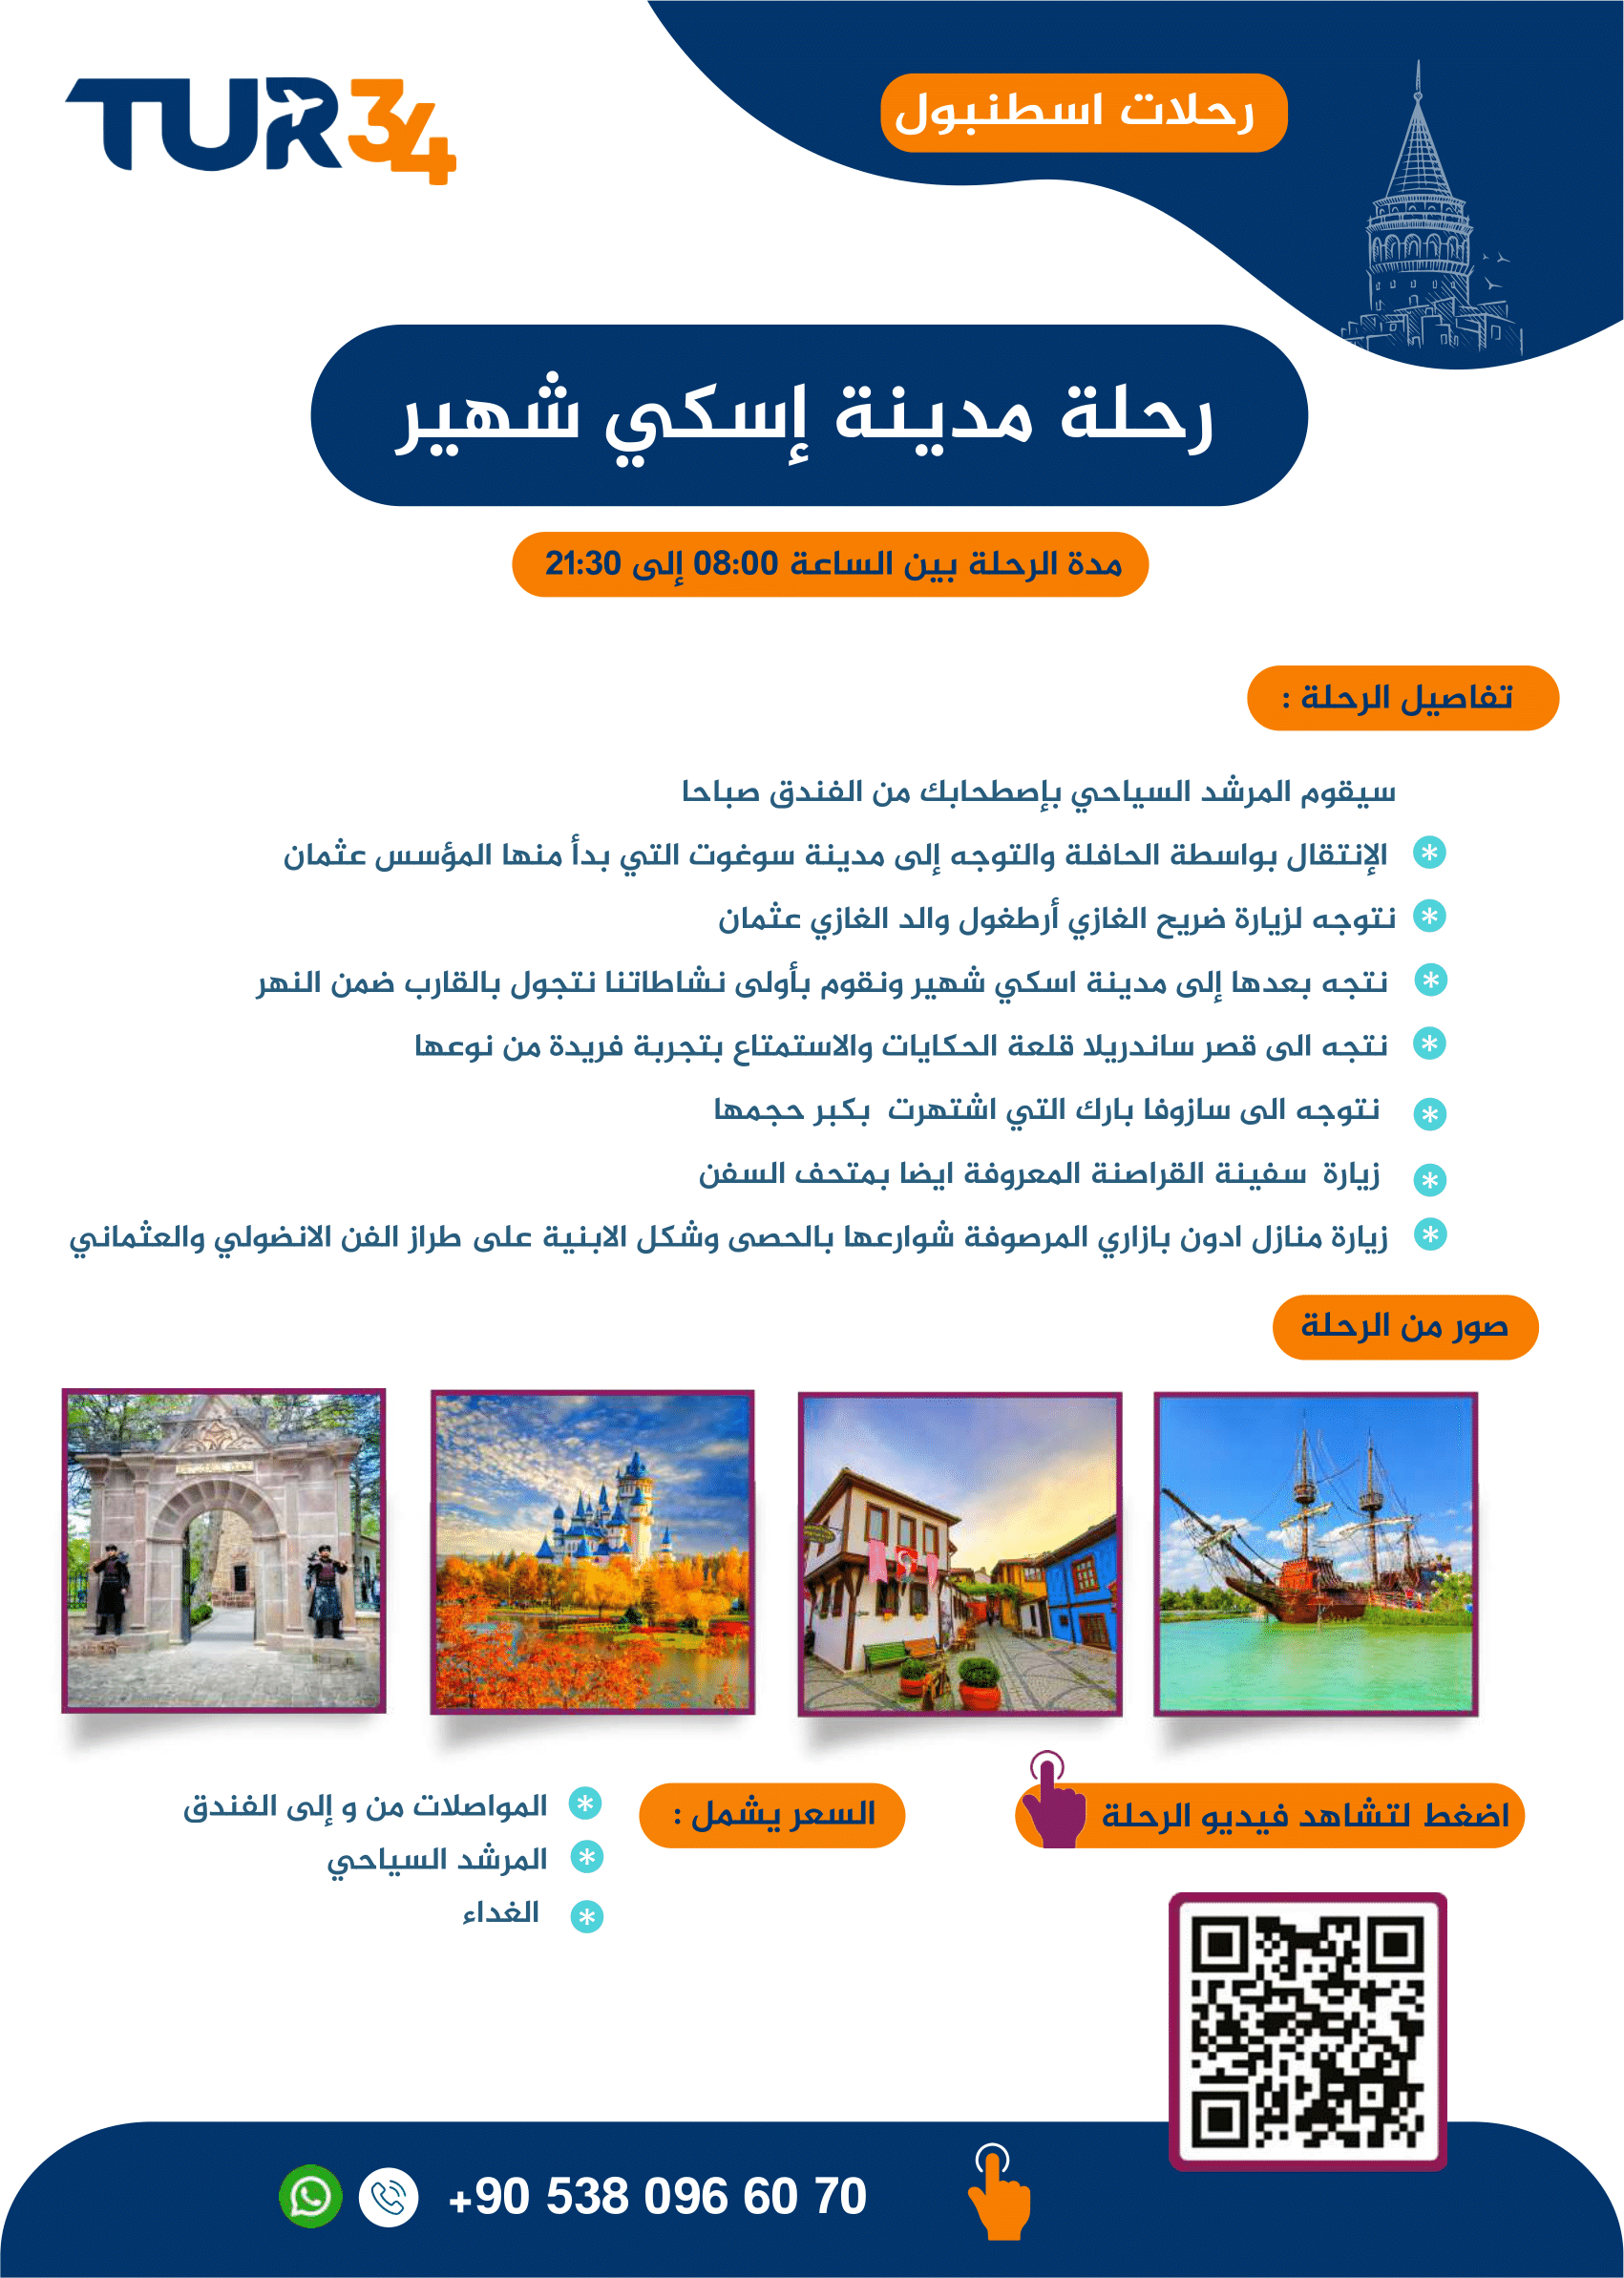 TUR34
رحلات اسطنبول
رحلة مدينة إسكي شهير
مدة الرحلة بين الساعة 08:00 إلى 21:30
تفاصيل الرحلة :
سيقوم المرشد السياحي بإصطحابك من الفندق صباحا
الإنتقال بواسطة الحافلة والتوجه إلى مدينة سوغوت التي بدأ منها المؤسس عثمان
نتوجه لزيارة ضريح الغازي أرطغول والد الغازي عثمان
نتجه بعدها إلى مدينة اسكي شهير ونقوم بأولى نشاطاتنا نتجول بالقارب ضمن النهر
نتجه الى قصر ساندريلا قلعة الحكايات والاستمتاع بتجربة فريدة من نوعها
نتوجه الى سازوفا بارك التي اشتهرت بكبر حجمها
زيارة سفينة القراصنة المعروفة ايضا بمتحف السفن
زيارة منازل ادون بازاري المرصوفة شوارعها بالحصى وشكل الابنية على طراز الفن الانضولي والعثماني
صور من الرحلة
اضغط لتشاهد فيديو الرحلة
السعر يشمل :
المواصلات من و إلى الفندق
المرشد السياحي
الغداء
+90 538 096 60 70